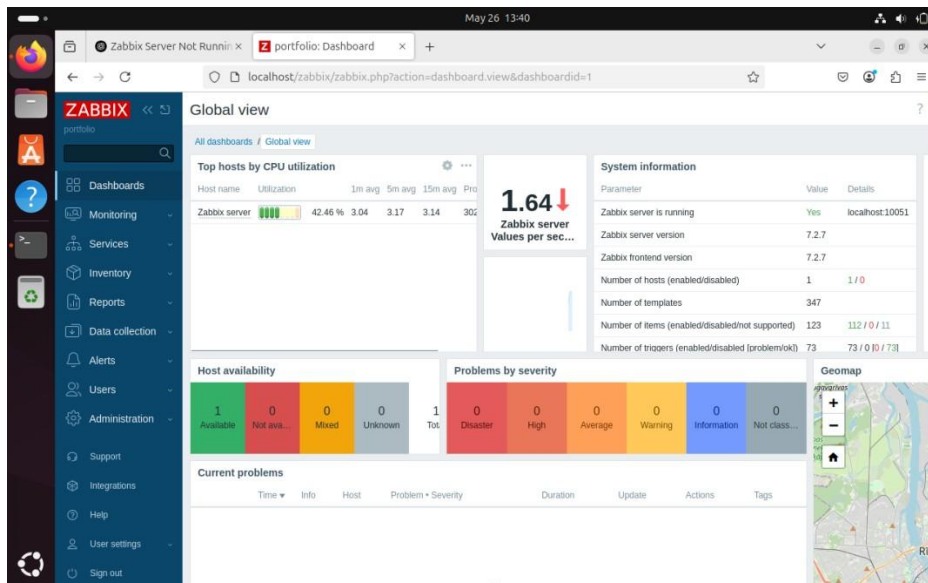 May 26 13:40
Zabbix Server Not Runnin
portfolio: Dashboard
localhost/zabbix/zabbix.php?action=dashboard.view&dashboardid=1
ZABBIX
portfolio
Dashboards
Monitoring
Services
Inventory
Reports
Data collection
Alerts
Users
Administration
Support
Integrations
Help
User settings
Sign out
Global view
?
All dashboards / Global view
Top hosts by CPU utilization
Host name Utilization 1m avg 5m avg 15m avg Pro
Zabbix server 42.46 % 3.04 3.17 3.14 302
1.64
Zabbix server
Values per sec...
System information
Parameter Value Details
Zabbix server is running Yes localhost:10051
Zabbix server version 7.2.7
Zabbix frontend version 7.2.7
Number of hosts (enabled/disabled) 1 1 / 0
Number of templates 347
Number of items (enabled/disabled/not supported) 123 112 / 0 / 11
Number of triggers (enabled/disabled [problem/ok]) 73 73 / 0 [0 / 73]
Host availability
1 0 0 0 1
Available Not ava... Mixed Unknown Tot
Problems by severity
0 0 0 0 0 0
Disaster High Average Warning Information Not class...
Geomap
+
−
Current problems
Time Info Host Problem • Severity Duration Update Actions Tags